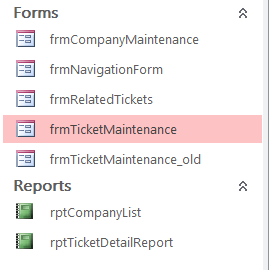 Forms
frmCompanyMaintenance
frmNavigationForm
frmRelatedTickets
frmTicketMaintenance
frmTicketMaintenance_old
Reports
rptCompanyList
rptTicketDetailReport